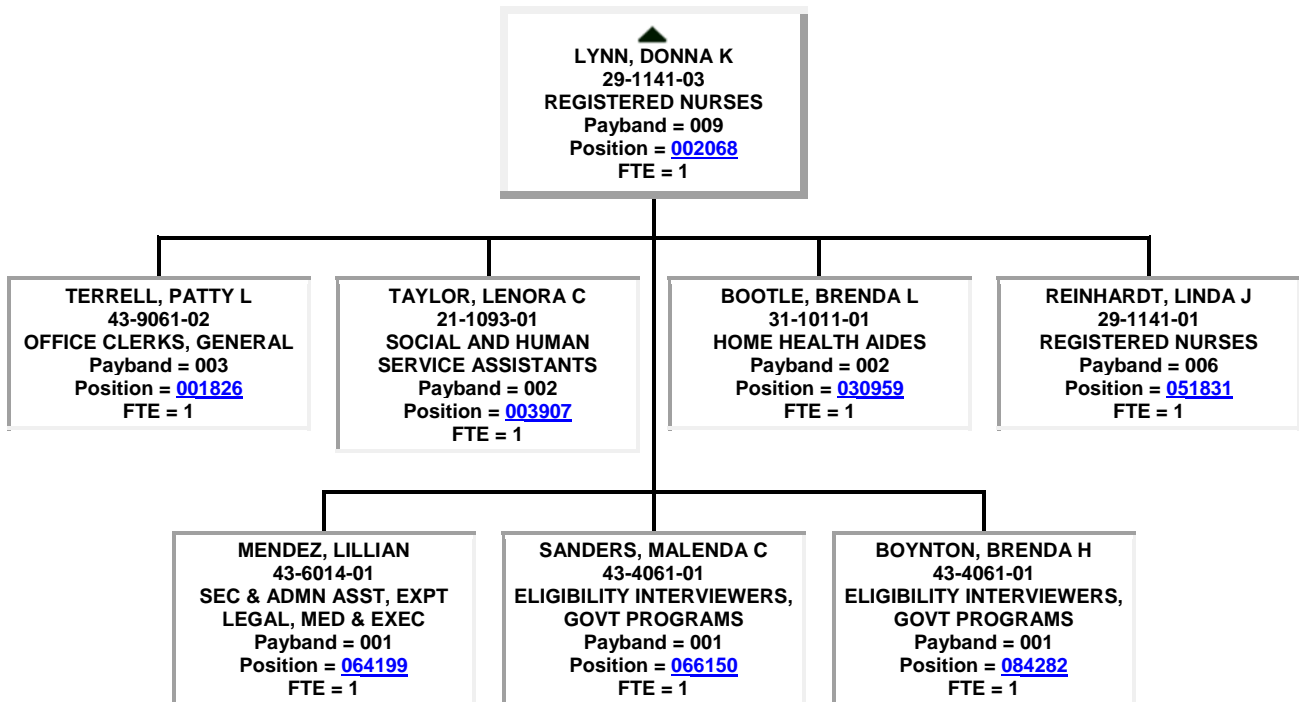 LYNN, DONNA K
29-1141-03
REGISTERED NURSES
Payband = 009
Position = 002068
FTE = 1
TERRELL, PATTY L
43-9061-02
OFFICE CLERKS, GENERAL
Payband = 003
Position = 001826
FTE = 1
TAYLOR, LENORA C
21-1093-01
SOCIAL AND HUMAN
SERVICE ASSISTANTS
Payband = 002
Position = 003907
FTE = 1
BOOTLE, BRENDA L
31-1011-01
HOME HEALTH AIDES
Payband = 002
Position = 030959
FTE = 1
REINHARDT, LINDA J
29-1141-01
REGISTERED NURSES
Payband = 006
Position = 051831
FTE = 1
MENDEZ, LILLIAN
43-6014-01
SEC & ADMN ASST, EXPT
LEGAL, MED & EXEC
Payband = 001
Position = 064199
FTE = 1
SANDERS, MALENDA C
43-4061-01
ELIGIBILITY INTERVIEWERS,
GOVT PROGRAMS
Payband = 001
Position = 066150
FTE = 1
BOYNTON, BRENDA H
43-4061-01
ELIGIBILITY INTERVIEWERS,
GOVT PROGRAMS
Payband = 001
Position = 084282
FTE = 1